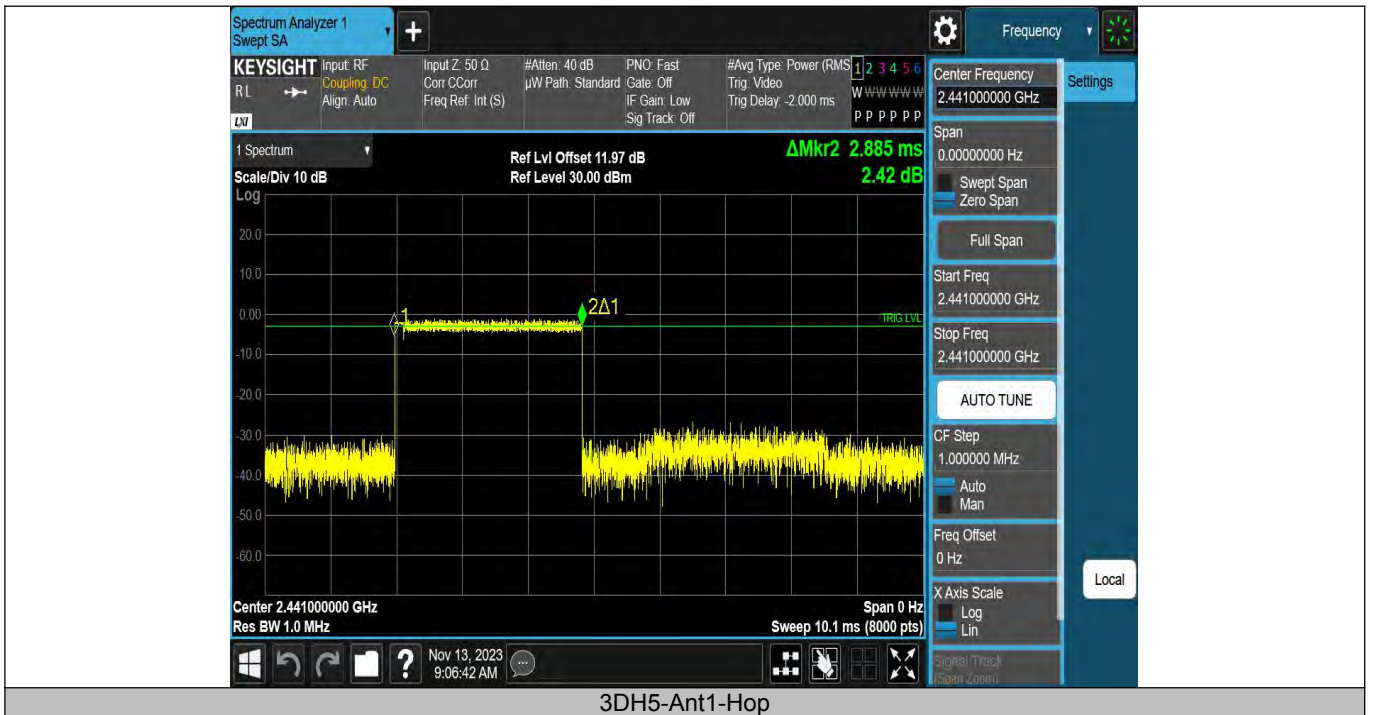 Spectrum Analyzer 1
Swept SA
+
Frequency
KEYSIGHT
RL
LXI
Input: RF
Coupling: DC
Align: Auto
Input Z: 50 Ω
Corr CCorr
Freq Ref: Int (S)
#Atten: 40 dB
µW Path: Standard
PNO: Fast
Gate: Off
IF Gain: Low
Sig Track: Off
#Avg Type: Power (RMS
Trig: Video
Trig Delay: -2.000 ms
1 2 3 4 5 6
W W W W W W
P P P P P P
1 Spectrum
Scale/Div 10 dB
Log
Ref Lvl Offset 11.97 dB
Ref Level 30.00 dBm
ΔMkr2 2.885 ms
2.42 dB
20.0
10.0
0.00
-10.0
-20.0
-30.0
-40.0
-50.0
-60.0
1
2Δ1
TRIG LVL
Center 2.441000000 GHz
Res BW 1.0 MHz
Span 0 Hz
Sweep 10.1 ms (8000 pts)
Center Frequency
2.441000000 GHz
Settings
Span
0.00000000 Hz
Swept Span
Zero Span
Full Span
Start Freq
2.441000000 GHz
Stop Freq
2.441000000 GHz
AUTO TUNE
CF Step
1.000000 MHz
Auto
Man
Freq Offset
0 Hz
X Axis Scale
Log
Lin
Signal Track
(Span Zoom)
Local
?
Nov 13, 2023
9:06:42 AM
3DH5-Ant1-Hop